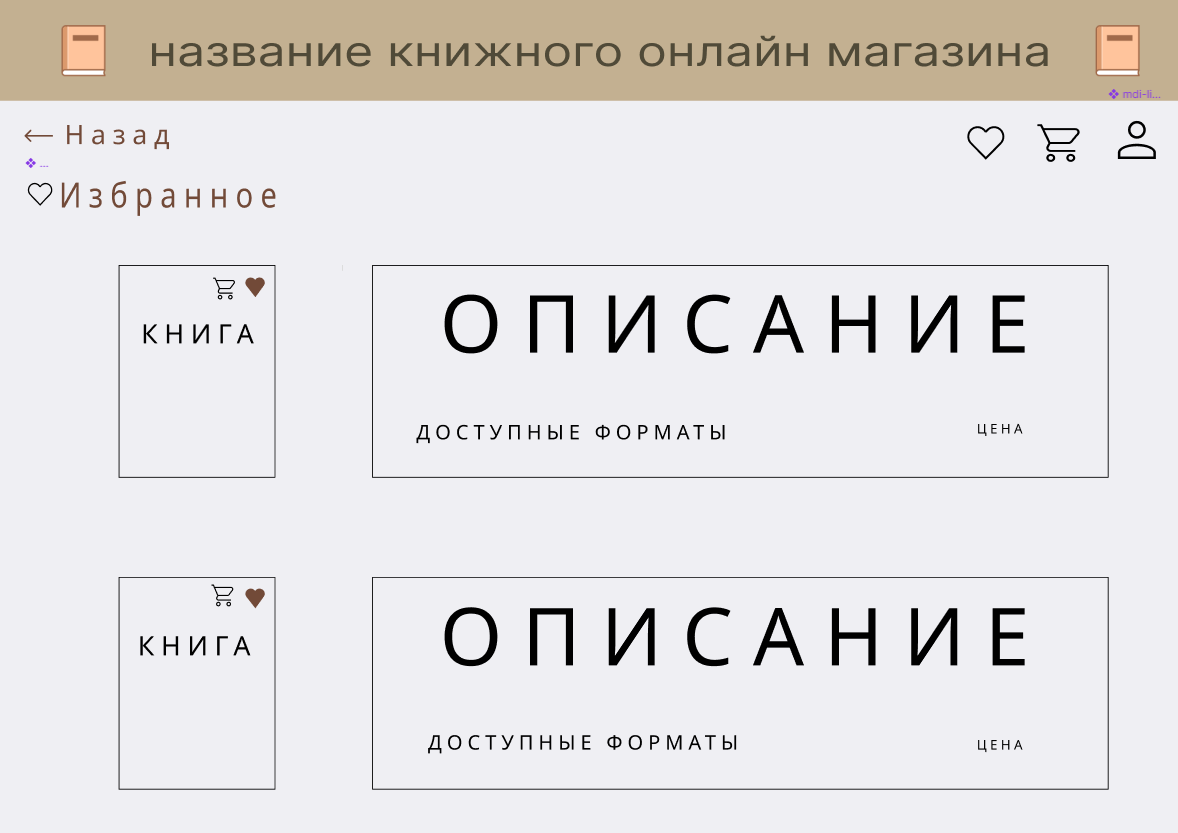 название книжного онлайн магазина
mdi-li...
← Назад
...
Избранное
КНИГА
ОПИСАНИЕ
ДОСТУПНЫЕ ФОРМАТЫ
ЦЕНА
КНИГА
ОПИСАНИЕ
ДОСТУПНЫЕ ФОРМАТЫ
ЦЕНА